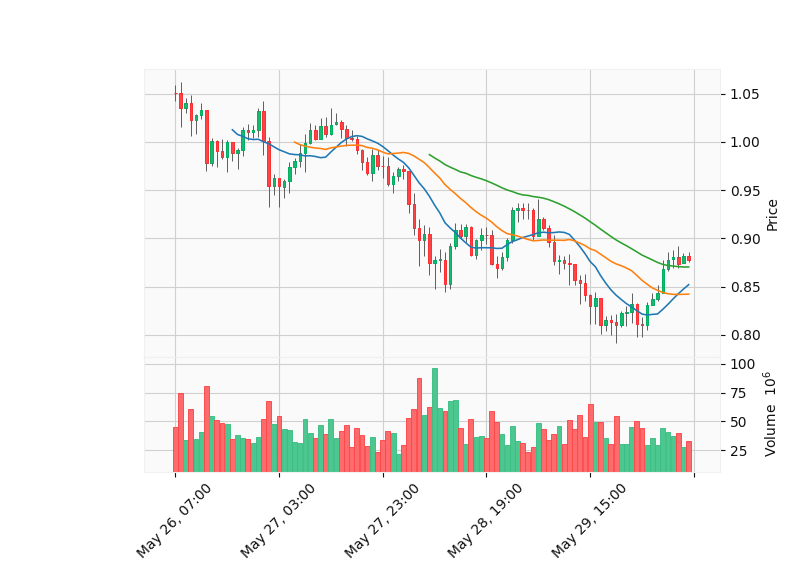 1.05
1.00
0.95
0.90
0.85
0.80
Price
100
75
50
25
Volume 10^6
May 26, 07:00
May 27, 03:00
May 27, 23:00
May 28, 19:00
May 29, 15:00